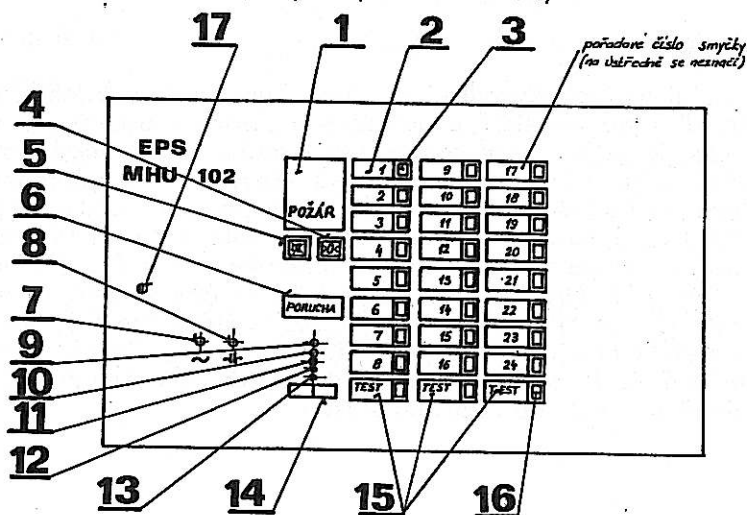 17 1 2 3
pořadové číslo smyčky
(na ústředně se neznačí)
4
5
6
8
7
9
10
11
12
13 14 15 16
EPS
MHU 102
POŽÁR
PORUCHA
~
1 9 17
2 10 18
3 11 19
4 12 20
5 13 21
6 14 22
7 15 23
8 16 24
TEST TEST TEST